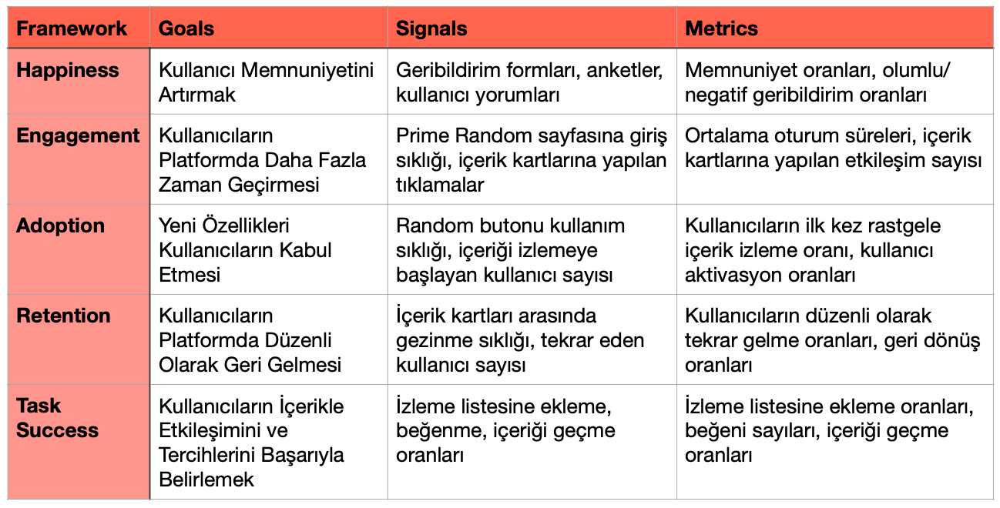 Framework
Goals
Signals
Metrics
Happiness
Kullanıcı Memnuniyetini
Artırmak
Geribildirim formları, anketler,
kullanıcı yorumları
Memnuniyet oranları, olumlu/
negatif geribildirim oranları
Engagement
Kullanıcıların
Platformda Daha Fazla
Zaman Geçirmesi
Prime Random sayfasına giriş
sıklığı, içerik kartlarına yapılan
tıklamalar
Ortalama oturum süreleri, içerik
kartlarına yapılan etkileşim sayısı
Adoption
Yeni Özellikleri
Kullanıcıların Kabul
Etmesi
Random butonu kullanım
sıklığı, içeriği izlemeye
başlayan kullanıcı sayısı
Kullanıcıların ilk kez rastgele
içerik izleme oranı, kullanıcı
aktivasyon oranları
Retention
Kullanıcıların
Platformda Düzenli
Olarak Geri Gelmesi
İçerik kartları arasında
gezinme sıklığı, tekrar eden
kullanıcı sayısı
Kullanıcıların düzenli olarak
tekrar gelme oranları, geri dönüş
oranları
Task
Success
Kullanıcıların İçerikle
Etkileşimini ve
Tercihlerini Başarıyla
Belirlemek
İzleme listesine ekleme,
beğenme, içeriği geçme
oranları
İzleme listesine ekleme oranları,
beğeni sayıları, içeriği geçme
oranları